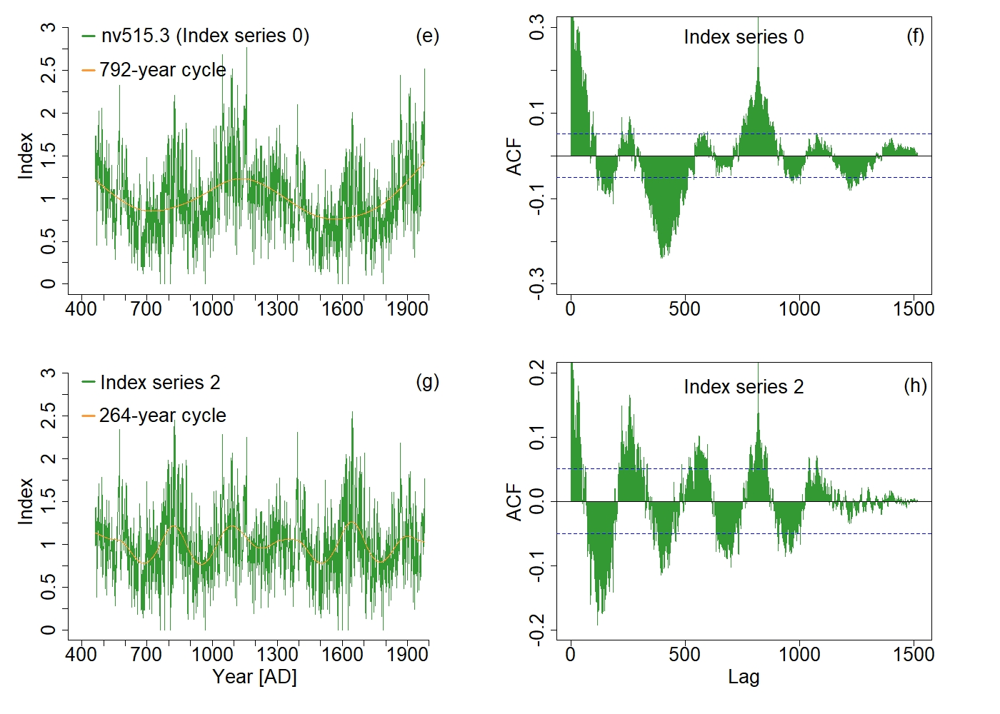 nv515.3 (Index series 0)
(e)
792-year cycle
Index
3
2.5
2
1.5
1
0.5
0
400 700 1000 1300 1600 1900
Index series 0
(f)
ACF
0.3
0.1
-0.1
-0.3
0 500 1000 1500
Index series 2
(g)
264-year cycle
Index
3
2.5
2
1.5
1
0.5
0
400 700 1000 1300 1600 1900
Year [AD]
Index series 2
(h)
ACF
0.2
0.1
0.0
-0.1
-0.2
0 500 1000 1500
Lag